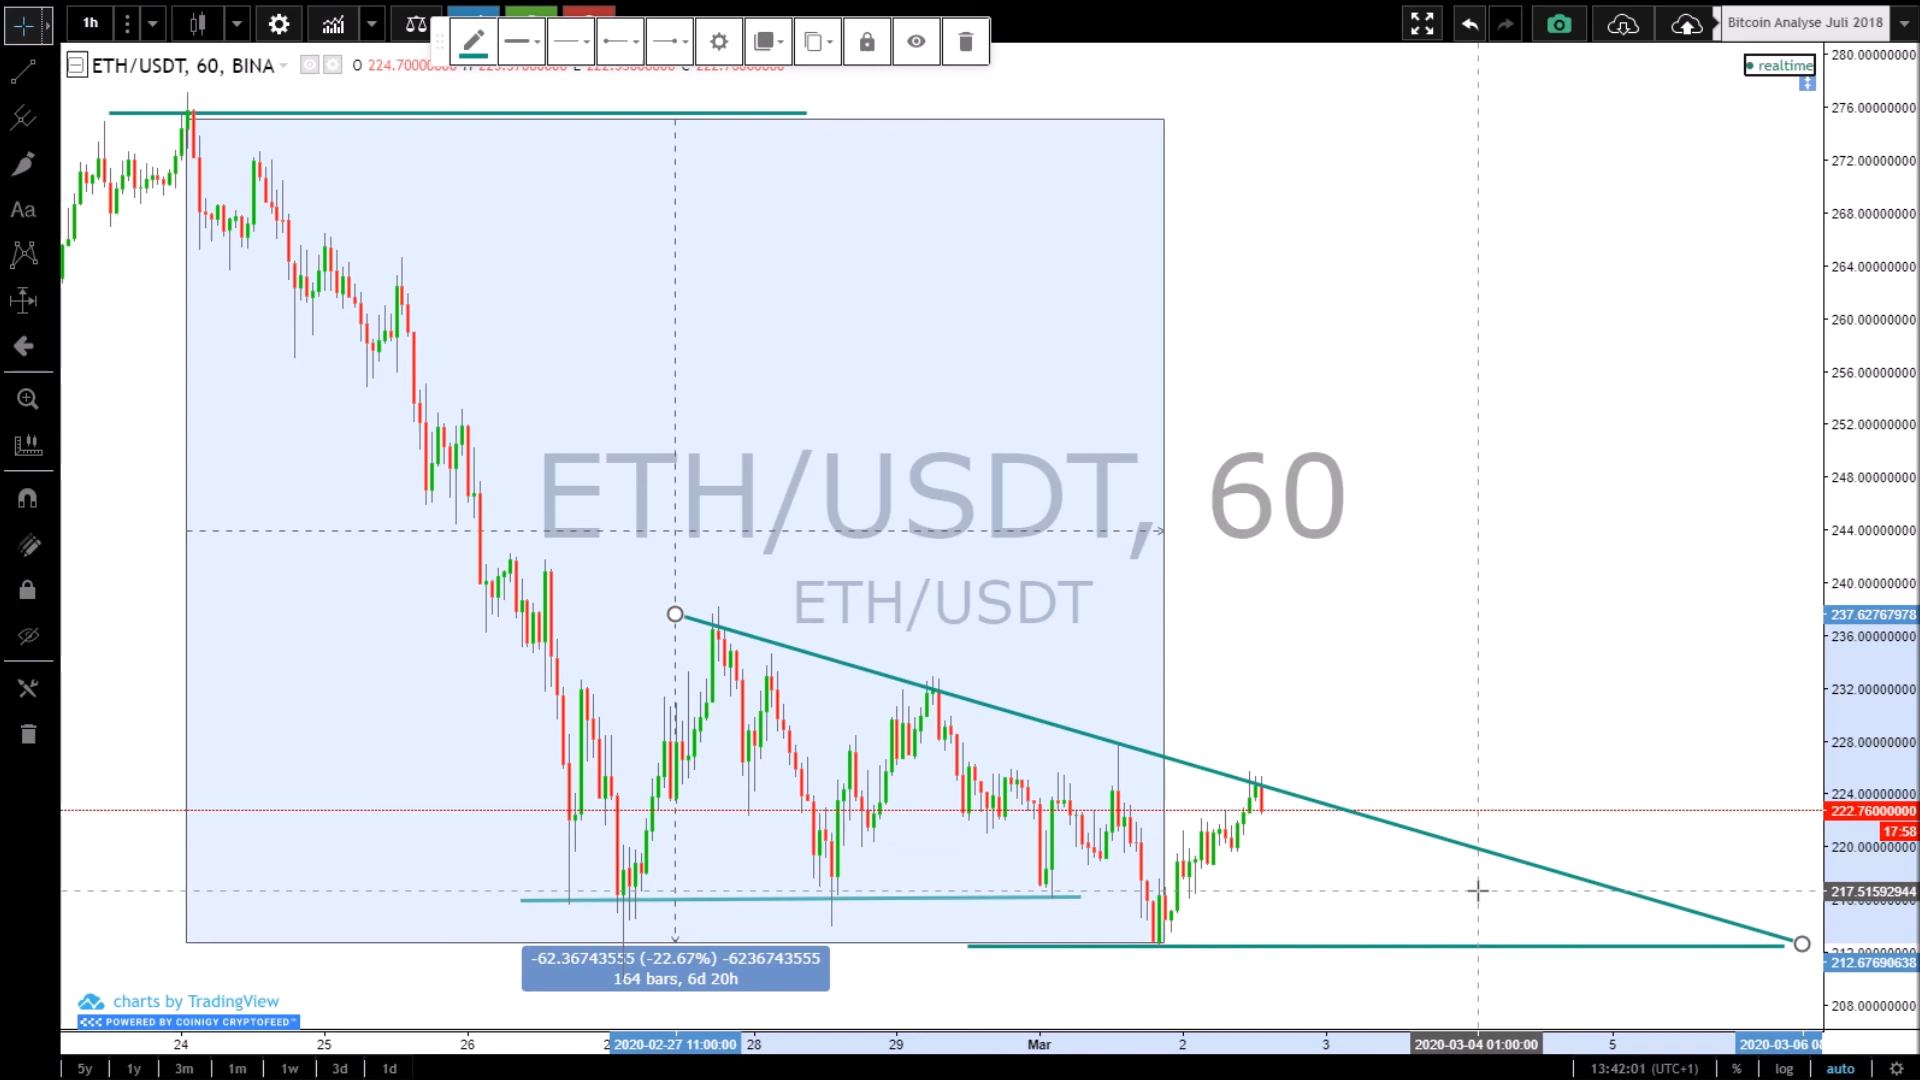 1h
Bitcoin Analyse Juli 2018
ETH/USDT, 60, BINA
O 224.7000
realtime
Aa
280.00000000
276.00000000
272.00000000
268.00000000
264.00000000
260.00000000
256.00000000
252.00000000
248.00000000
244.00000000
240.00000000
237.62767978
236.00000000
232.00000000
228.00000000
224.00000000
222.76000000
17:58
220.00000000
217.51592944
212.67690638
208.00000000
ETH/USDT, 60
ETH/USDT
-62.36743555 (-22.67%) -6236743555
164 bars, 6d 20h
charts by TradingView
POWERED BY COINIGY CRYPTOFEED™
24 25 26 2020-02-27 11:00:00 28 29 Mar 2 3 2020-03-04 01:00:00 5 2020-03-06
5y 1y 3m 1m 1w 3d 1d 13:42:01 (UTC+1) % log auto